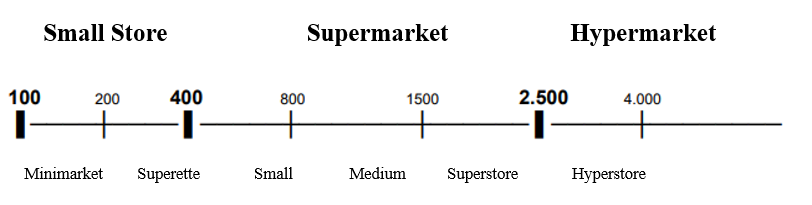 Small Store Supermarket Hypermarket
100 200 400 800 1500 2.500 4.000
Minimarket Superette Small Medium Superstore Hyperstore